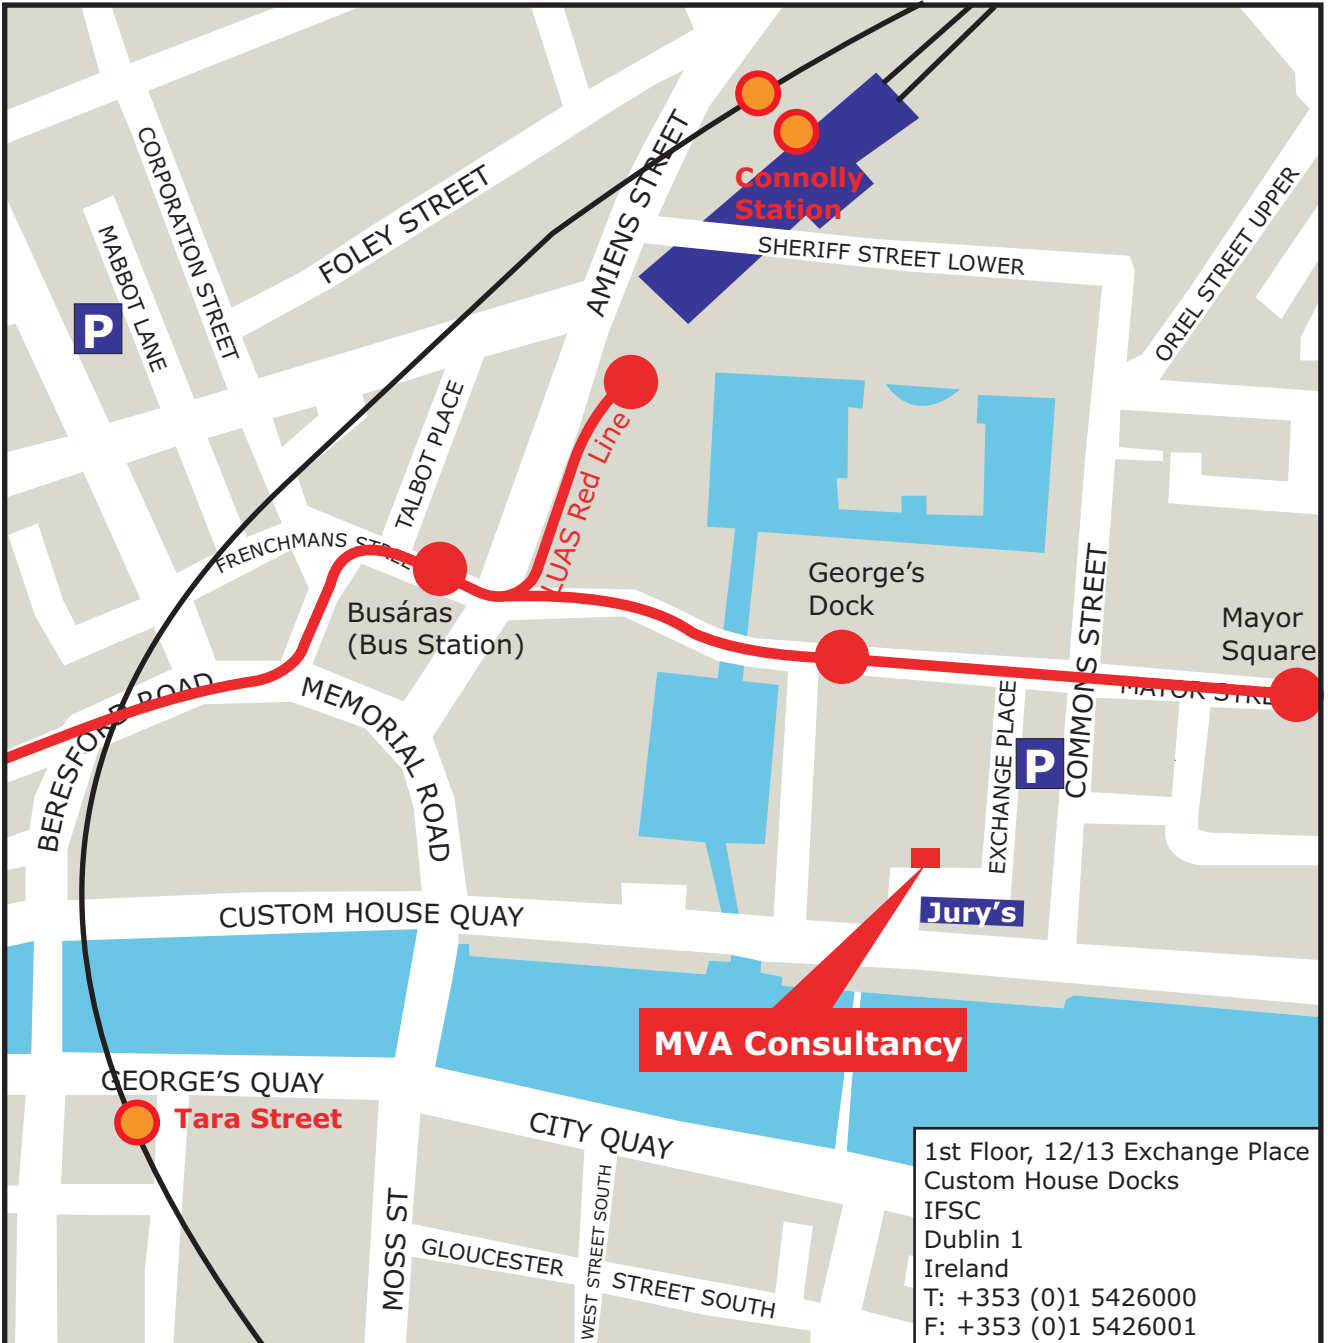 CORPORATION STREET
MABBOT LANE
P
FOLEY STREET
AMIENS STREET
Connolly
Station
SHERIFF STREET LOWER
ORIEL STREET UPPER
TALBOT PLACE
LUAS Red Line
FRENCHMANS STREE
Busáras
(Bus Station)
George's
Dock
Mayor
Square
COMMONS STREET
MAYOR STRE
EXCHANGE PLACE
P
BERESFORD ROAD
MEMORIAL ROAD
CUSTOM HOUSE QUAY
Jury's
MVA Consultancy
GEORGE'S QUAY
Tara Street
CITY QUAY
MOSS ST
GLOUCESTER STREET SOUTH
WEST STREET SOUTH
1st Floor, 12/13 Exchange Place
Custom House Docks
IFSC
Dublin 1
Ireland
T: +353 (0)1 5426000
F: +353 (0)1 5426001